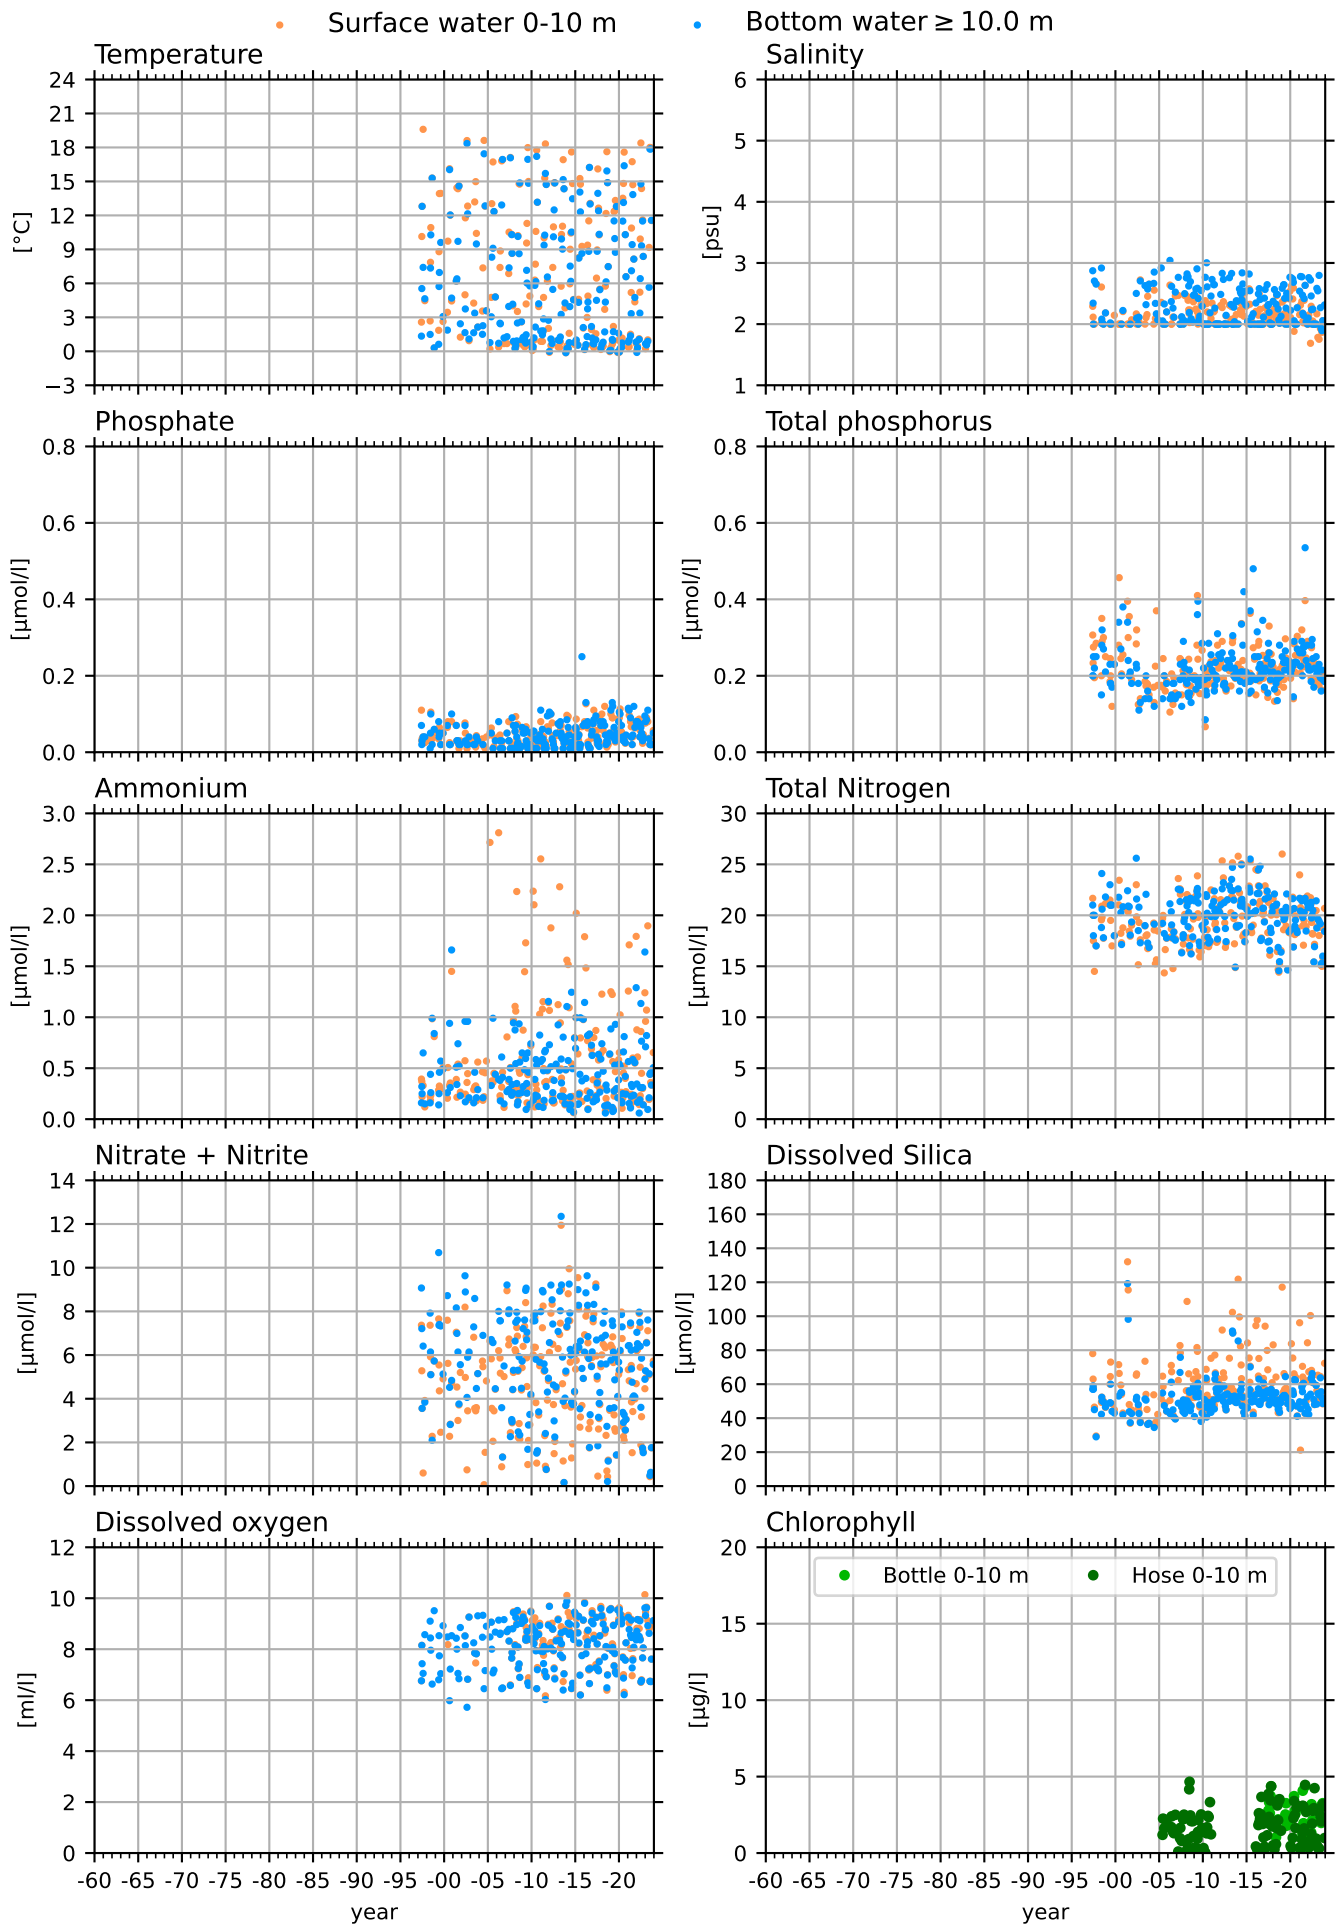 Surface water 0-10 m
Bottom water ≥ 10.0 m
Temperature
Salinity
24
21
18
15
12
9
6
3
0
−3
[°C]
6
5
4
3
2
1
[psu]
Phosphate
Total phosphorus
0.8
0.6
0.4
0.2
0.0
[µmol/l]
0.8
0.6
0.4
0.2
0.0
[µmol/l]
Ammonium
Total Nitrogen
3.0
2.5
2.0
1.5
1.0
0.5
0.0
[µmol/l]
30
25
20
15
10
5
0
[µmol/l]
Nitrate + Nitrite
Dissolved Silica
14
12
10
8
6
4
2
0
[µmol/l]
180
160
140
120
100
80
60
40
20
0
[µmol/l]
Dissolved oxygen
Chlorophyll
12
10
8
6
4
2
0
[ml/l]
20
15
10
5
0
[µg/l]
Bottle 0-10 m
Hose 0-10 m
-60 -65 -70 -75 -80 -85 -90 -95 -00 -05 -10 -15 -20
year
-60 -65 -70 -75 -80 -85 -90 -95 -00 -05 -10 -15 -20
year